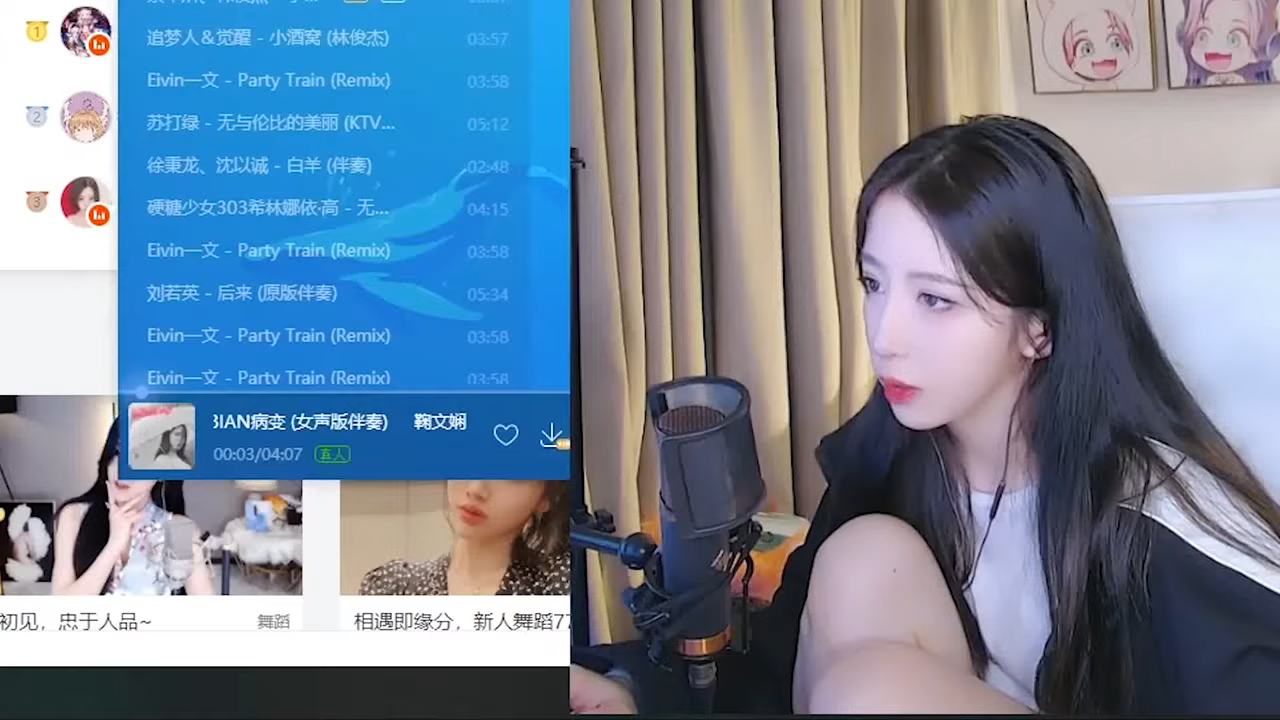 1
追梦人&觉醒 - 小酒窝 (林俊杰) 03:57
Eivin一文 - Party Train (Remix) 03:58
2
苏打绿 - 无与伦比的美丽 (KTV... 05:12
徐秉龙、沈以诚 - 白羊 (伴奏) 02:48
3
硬糖少女303希林娜依·高 - 无... 04:15
Eivin一文 - Party Train (Remix) 03:58
刘若英 - 后来 (原版伴奏) 05:34
Eivin一文 - Party Train (Remix) 03:58
Eivin一文 - Party Train (Remix) 03:58
BIAN病变 (女声版伴奏) 鞠文娴
00:03/04:07 真人
初见，忠于人品~ 舞蹈
相遇即缘分，新人舞蹈77